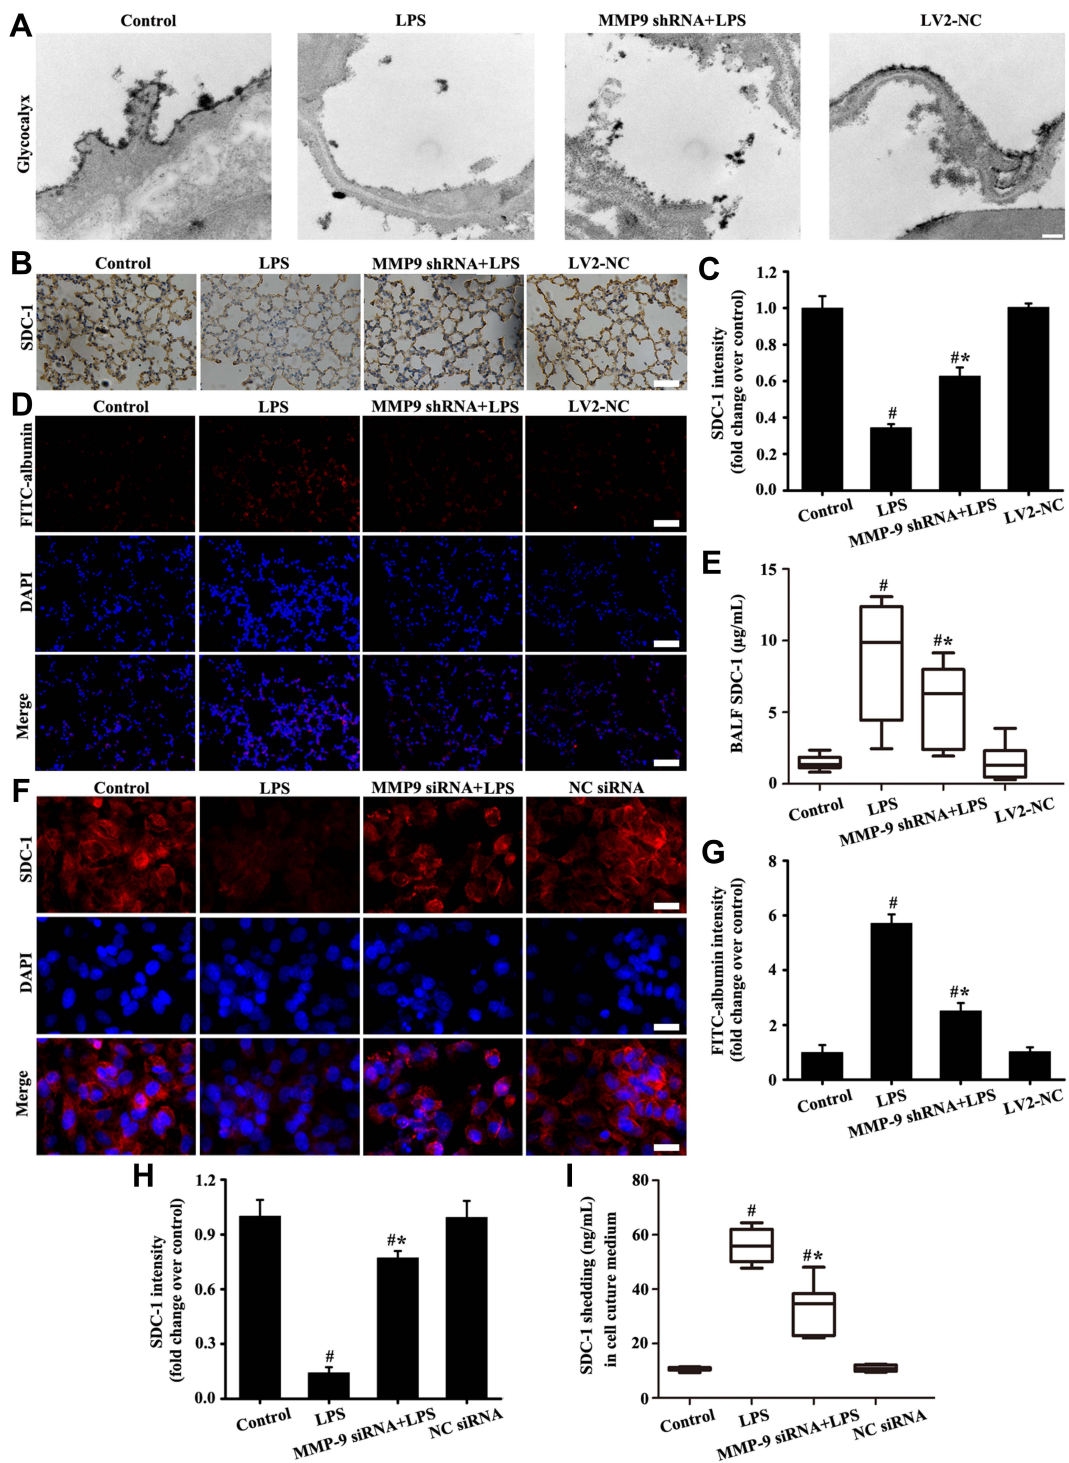 A
Control LPS MMP9 shRNA+LPS LV2-NC
Glycocalyx
B
Control LPS MMP9 shRNA+LPS LV2-NC
SDC-1
C
SDC-1 intensity
(fold change over control)
1.2
1.0
0.8
0.6
0.4
0.2
0.0
#
#*
Control LPS MMP-9 shRNA+LPS LV2-NC
D
Control LPS MMP9 shRNA+LPS LV2-NC
FITC-albumin
DAPI
Merge
E
BALF SDC-1 (μg/mL)
15
10
5
0
#
#*
Control LPS MMP-9 shRNA+LPS LV2-NC
F
Control LPS MMP9 siRNA+LPS NC siRNA
SDC-1
DAPI
Merge
G
FITC-albumin intensity
(fold change over control)
8
6
4
2
0
#
#*
Control LPS MMP-9 shRNA+LPS LV2-NC
H
SDC-1 intensity
(fold change over control)
1.2
0.9
0.6
0.3
0.0
#
#*
Control LPS MMP-9 siRNA+LPS NC siRNA
I
SDC-1 shedding (ng/mL)
in cell cuture medium
80
60
40
20
0
#
#*
Control LPS MMP-9 siRNA+LPS NC siRNA